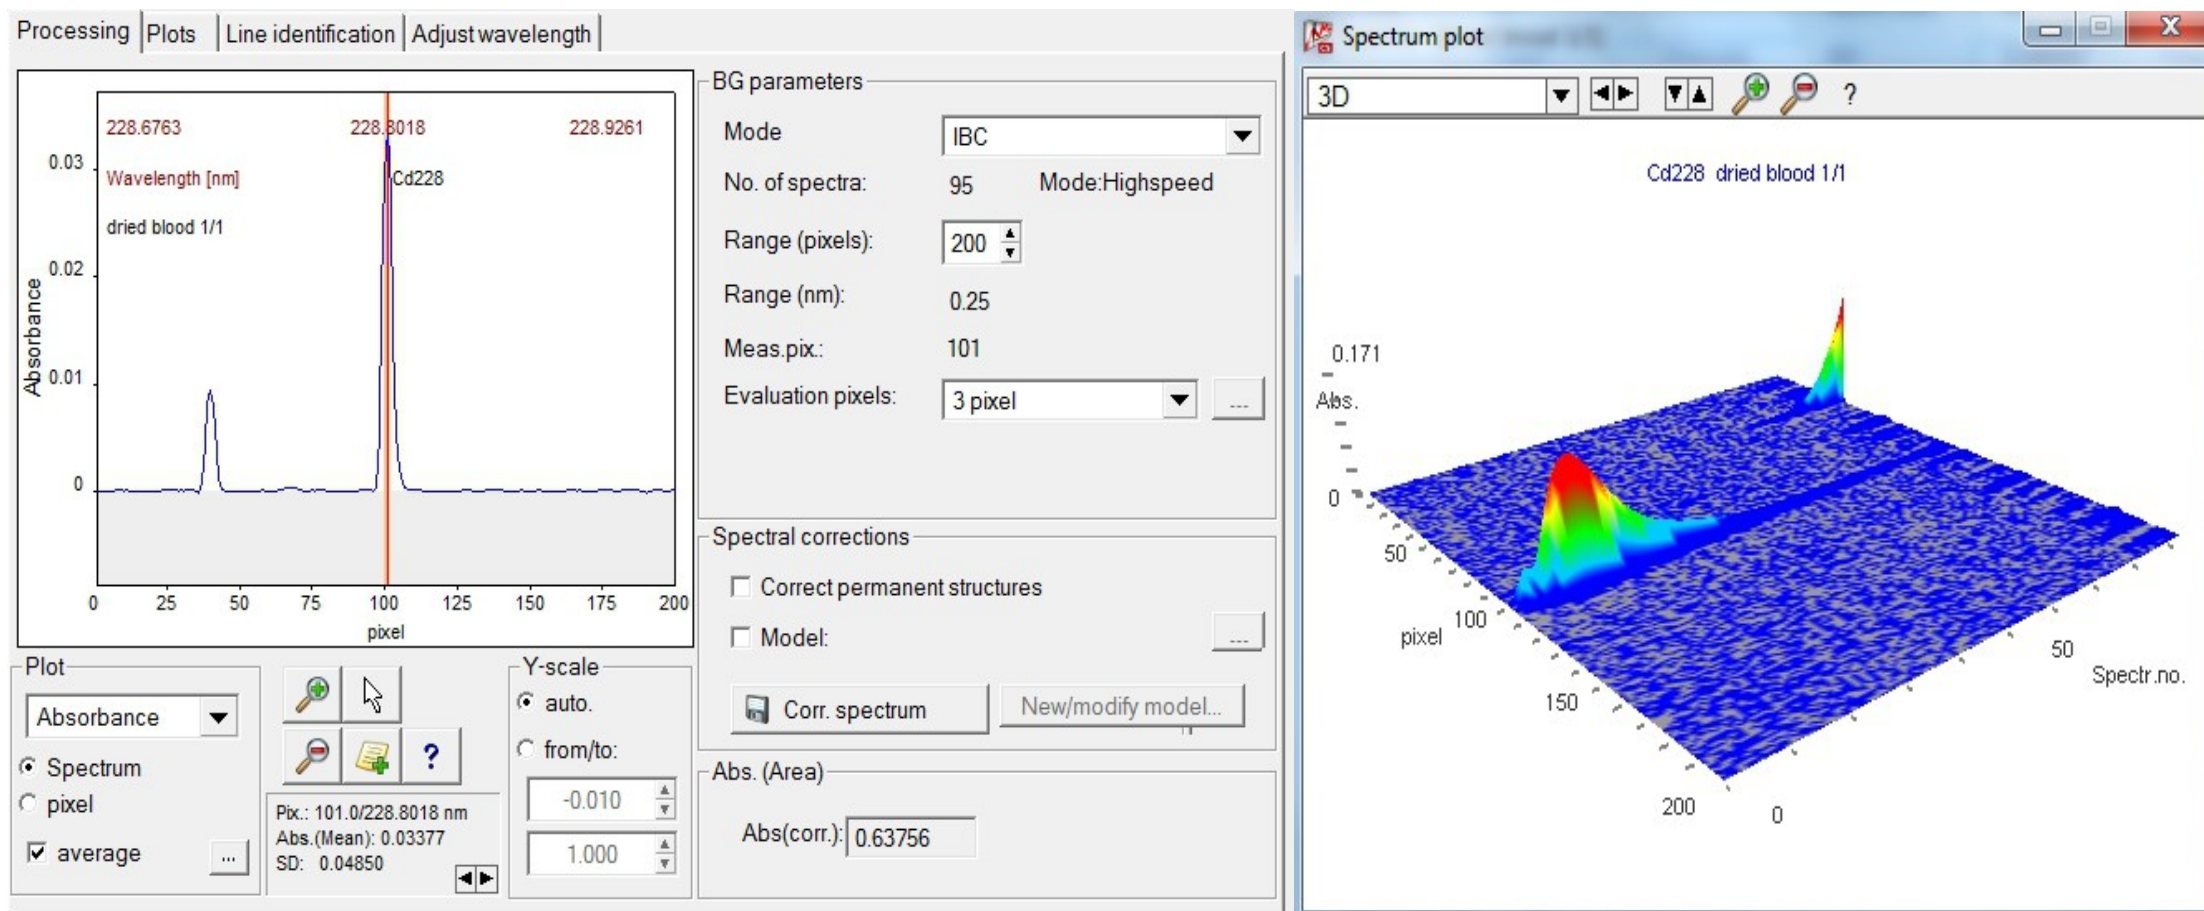 Processing Plots Line identification Adjust wavelength
228.6763 228.8018 228.9261
Wavelength [nm] Cd228
dried blood 1/1
0.03
0.02
0.01
0
Absorbance
0 25 50 75 100 125 150 175 200
pixel
BG parameters
Mode IBC
No. of spectra: 95 Mode:Highspeed
Range (pixels): 200
Range (nm): 0.25
Meas.pix.: 101
Evaluation pixels: 3 pixel ...
Spectral corrections
Correct permanent structures
Model: ...
Corr. spectrum New/modify model...
Abs. (Area)
Abs(corr.): 0.63756
Plot
Absorbance
Spectrum
pixel
average ...
?
Pix.: 101.0/228.8018 nm
Abs.(Mean): 0.03377
SD: 0.04850
Y-scale
auto.
from/to:
-0.010
1.000
Spectrum plot
3D ?
Cd228 dried blood 1/1
0.171
Abs.
0
50
100
pixel
150
200
0
50
Spectr.no.